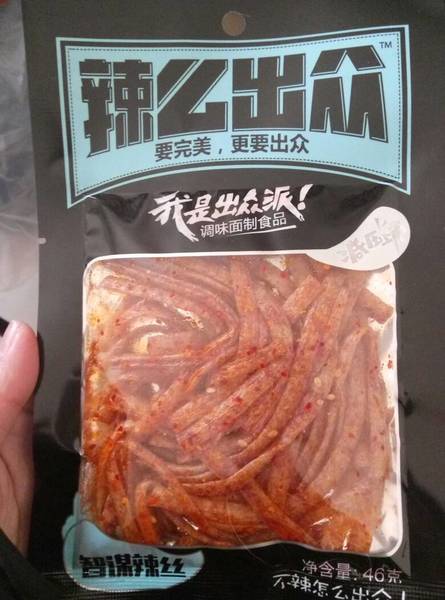 辣么出众™
要完美,更要出众
我是出众派!
调味面制食品
智谋辣丝
净含量:46克
不辣怎么出众!